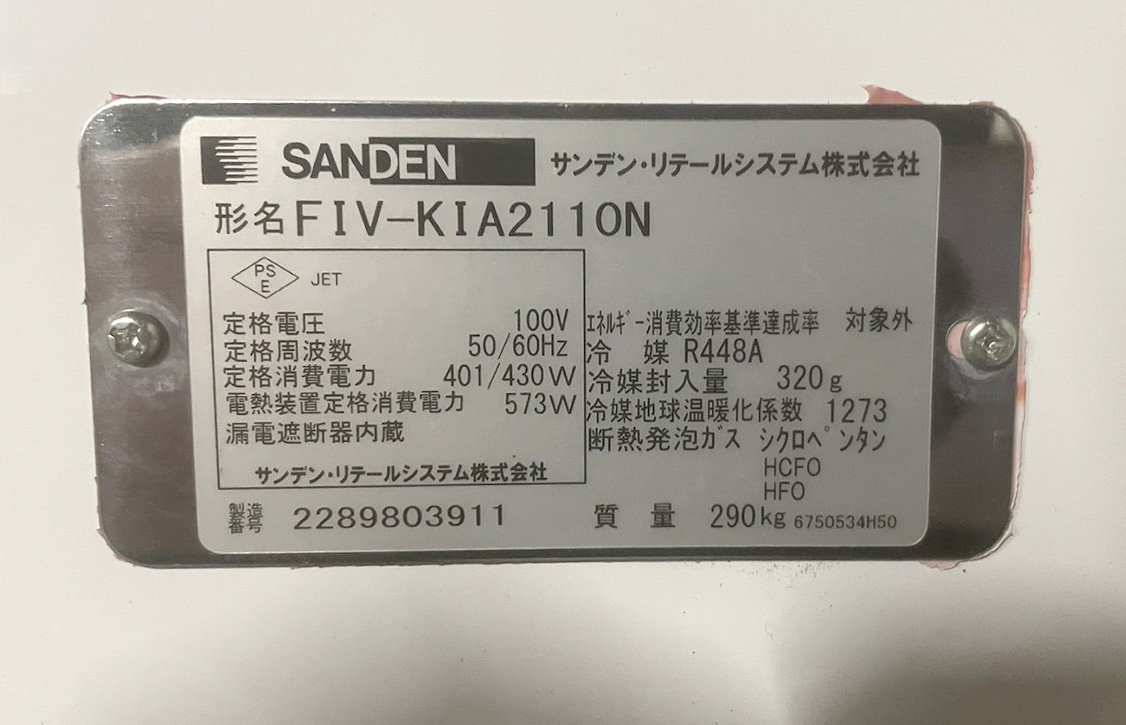 SANDEN サンデン・リテールシステム株式会社
形名 FIV-KIA2110N
PS E JET
定格電圧 100V
定格周波数 50/60Hz
定格消費電力 401/430W
電熱装置定格消費電力 573W
漏電遮断器内蔵
サンデン・リテールシステム株式会社
エネルギー消費効率基準達成率 対象外
冷 媒 R448A
冷媒封入量 320g
冷媒地球温暖化係数 1273
断熱発泡ガス シクロペンタン
HCFO
HFO
製造番号 2289803911
質 量 290kg 6750534H50